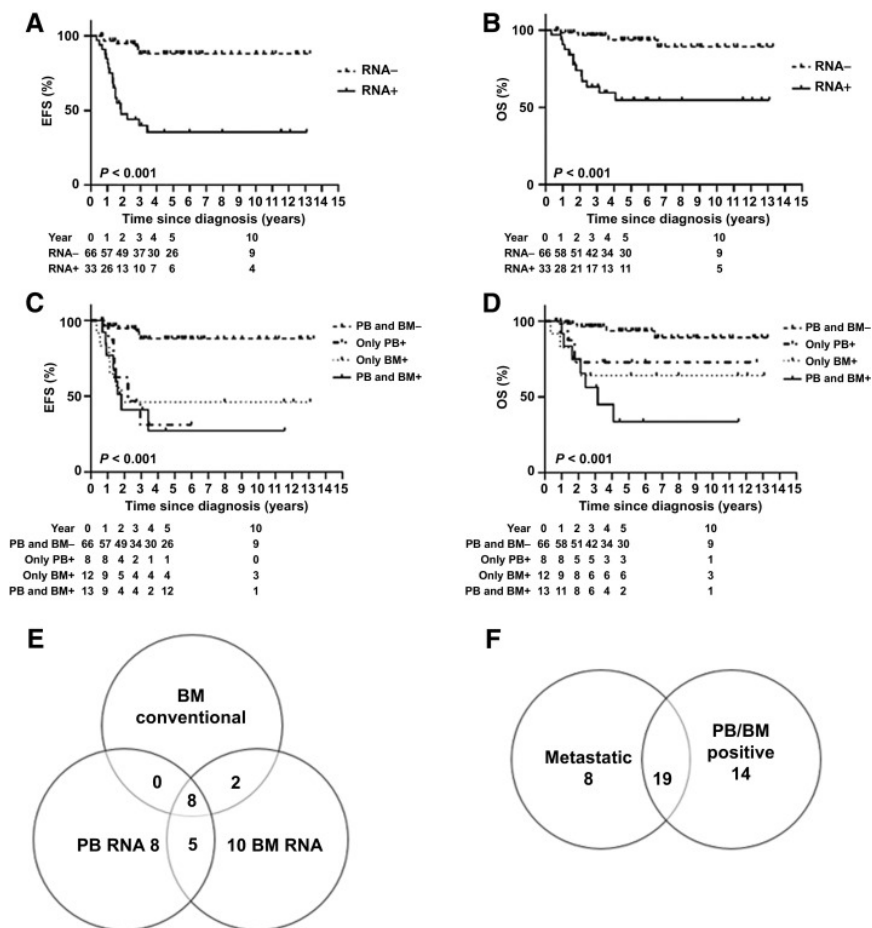 A
100
50
0
EFS (%)
RNA–
RNA+
P < 0.001
0 1 2 3 4 5 6 7 8 9 10 11 12 13 14 15
Time since diagnosis (years)
Year 0 1 2 3 4 5 10
RNA– 66 57 49 37 30 26 9
RNA+ 33 26 13 10 7 6 4
B
100
50
0
OS (%)
RNA–
RNA+
P < 0.001
0 1 2 3 4 5 6 7 8 9 10 11 12 13 14 15
Time since diagnosis (years)
Year 0 1 2 3 4 5 10
RNA– 66 58 51 42 34 30 9
RNA+ 33 28 21 17 13 11 5
C
100
50
0
EFS (%)
PB and BM–
Only PB+
Only BM+
PB and BM+
P < 0.001
0 1 2 3 4 5 6 7 8 9 10 11 12 13 14 15
Time since diagnosis (years)
Year 0 1 2 3 4 5 10
PB and BM– 66 57 49 34 30 26 9
Only PB+ 8 8 4 2 1 1 0
Only BM+ 12 9 5 4 4 4 3
PB and BM+ 13 9 4 4 2 12 1
D
100
50
0
OS (%)
PB and BM–
Only PB+
Only BM+
PB and BM+
P < 0.001
0 1 2 3 4 5 6 7 8 9 10 11 12 13 14 15
Time since diagnosis (years)
Year 0 1 2 3 4 5 10
PB and BM– 66 58 51 42 34 30 9
Only PB+ 8 8 5 5 3 3 1
Only BM+ 12 9 8 6 6 6 3
PB and BM+ 13 11 8 6 4 2 1
E
BM
conventional
0
8
2
PB RNA 8
5
10 BM RNA
F
Metastatic
8
19
PB/BM
positive
14